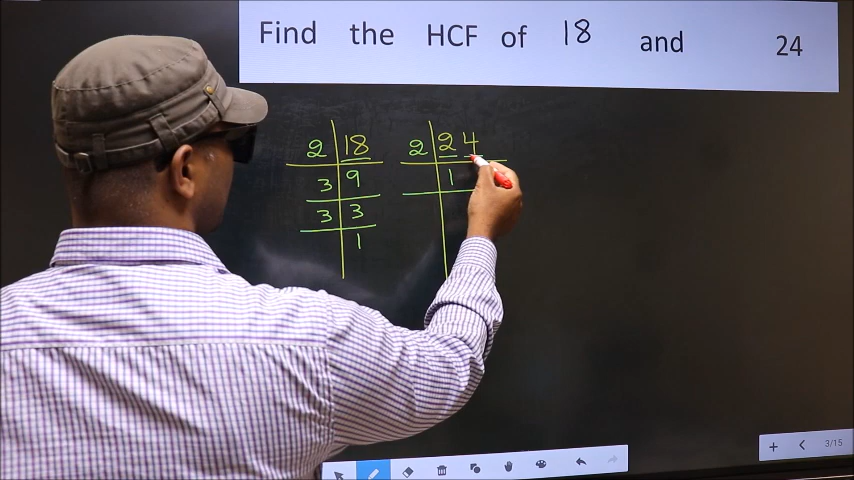 Find the HCF of 18 and 24
2 18 2 24
3 9 1
3 3
1
3/15